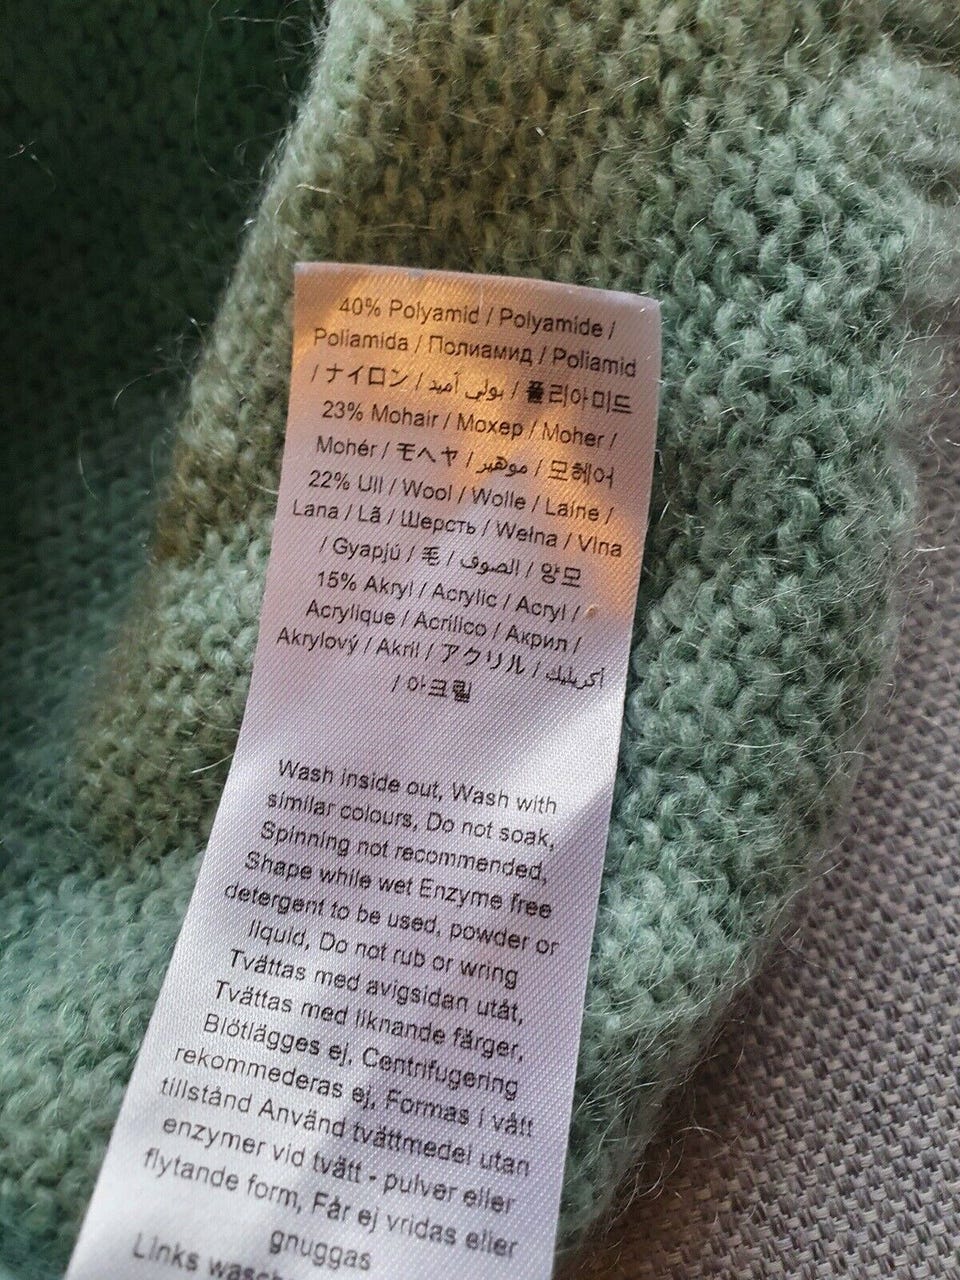 40% Polyamid / Polyamide /
Poliamida / Полиамид / Poliamid
/ ナイロン / بولي أميد / 폴리아미드
23% Mohair / Мохер / Moher /
Mohér / モヘヤ / موهير / 모헤어
22% Ull / Wool / Wolle / Laine /
Lana / Lã / Шерсть / Wełna / Vlna
/ Gyapjú / 毛 / الصوف / 양모
15% Akryl / Acrylic / Acryl /
Acrylique / Acrílico / Акрил /
Akrylový / Akril / アクリル / أكريليك
/ 아크릴
Wash inside out, Wash with
similar colours, Do not soak,
Spinning not recommended,
Shape while wet Enzyme free
detergent to be used, powder or
liquid, Do not rub or wring
Tvättas med avigsidan utåt,
Tvättas med liknande färger,
Blötlägges ej, Centrifugering
rekommederas ej, Formas i vått
tillstånd Använd tvättmedel utan
enzymer vid tvätt - pulver eller
flytande form, Får ej vridas eller
gnuggas
Links wasch